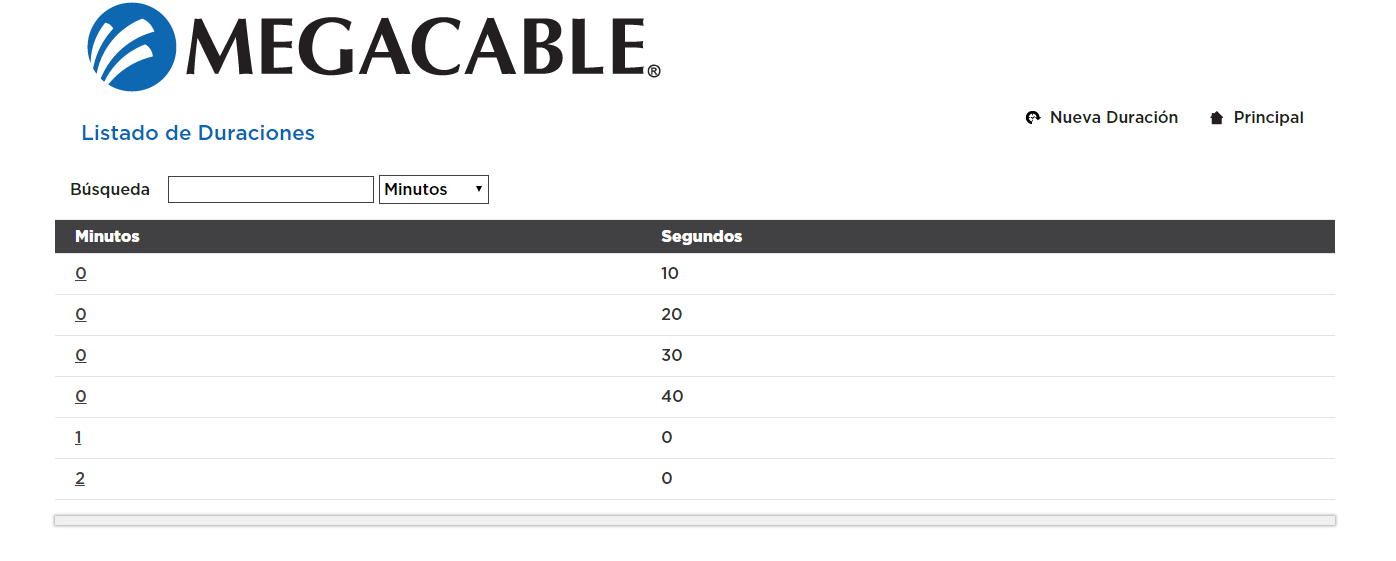 MEGACABLE®
Nueva Duración Principal
Listado de Duraciones
Búsqueda Minutos
Minutos Segundos
0 10
0 20
0 30
0 40
1 0
2 0